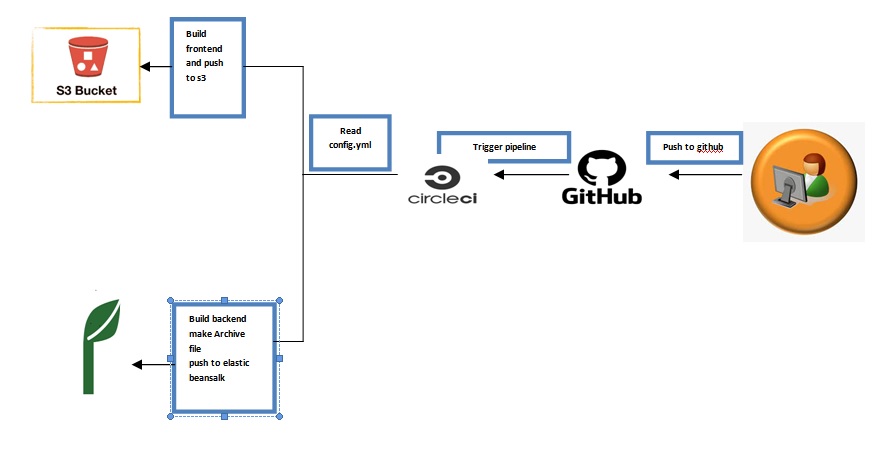 Build
frontend
and push
to s3
S3 Bucket
Read
config.yml
Trigger pipeline
circleci
GitHub
Push to github
Build backend
make Archive
file
push to elastic
beansalk